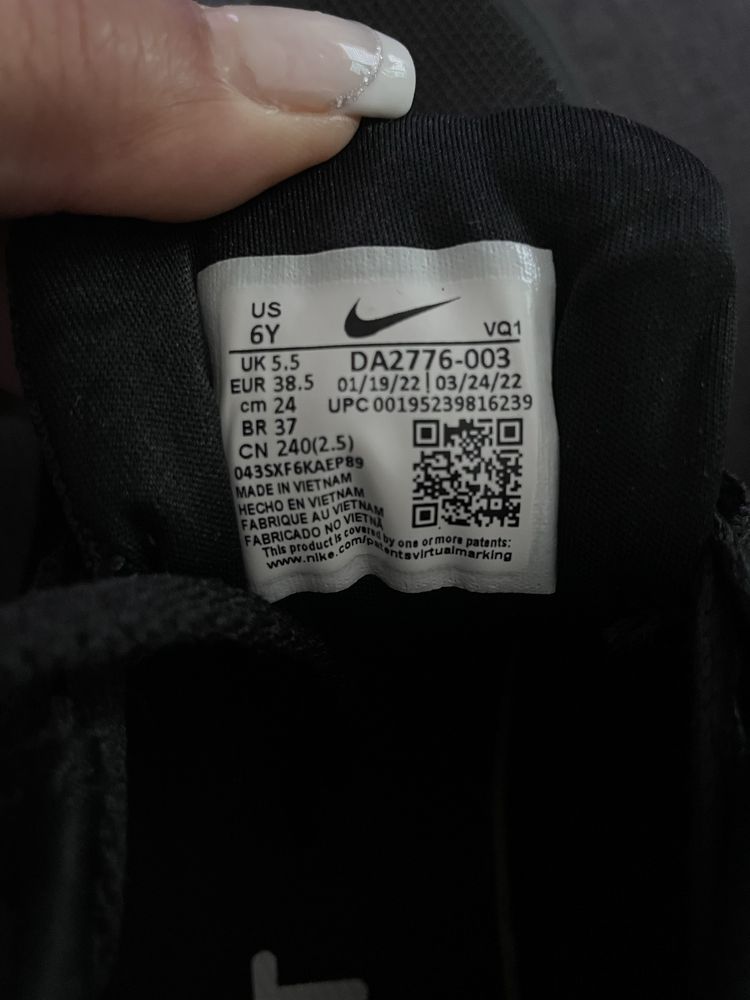 US
6Y
VQ1
UK 5.5 DA2776-003
EUR 38.5 01/19/22 | 03/24/22
cm 24 UPC 00195239816239
BR 37
CN 240(2.5)
043SXF6KAEP89
MADE IN VIETNAM
HECHO EN VIETNAM
FABRIQUE AU VIETNAM
FABRICADO NO VIETNÃ
This product is covered by one or more patents:
www.nike.com/patentsvirtualmarking